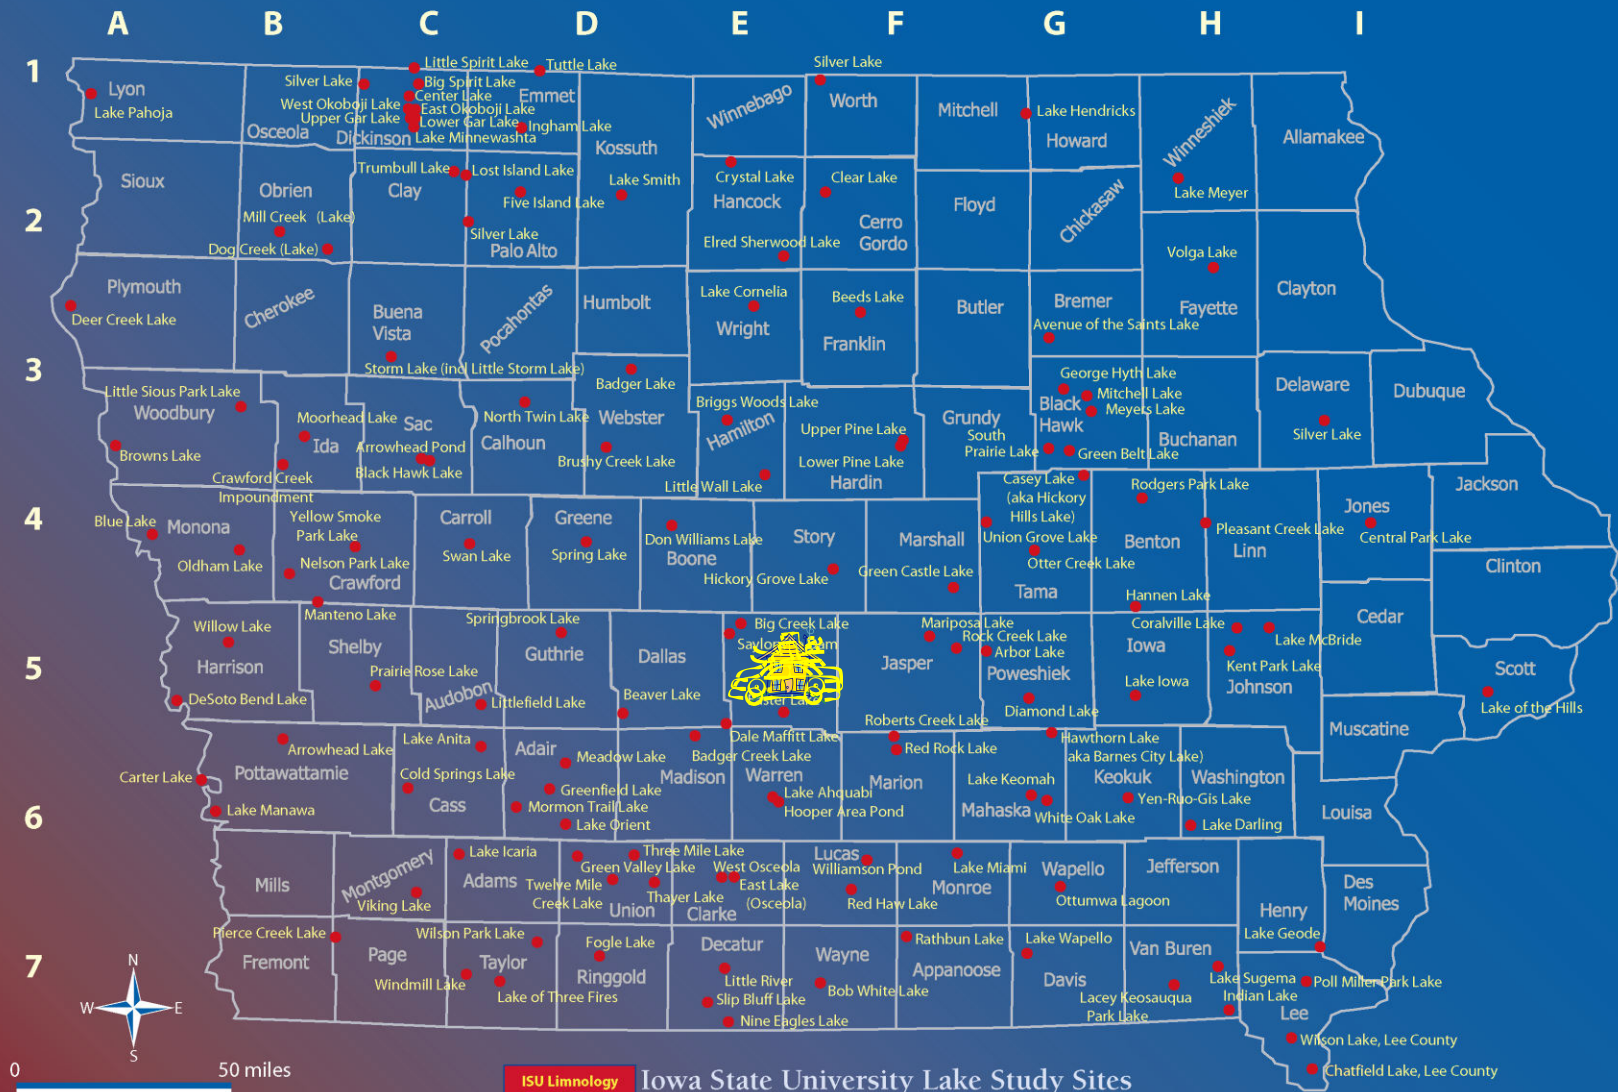 A B C D E F G H I
1
Little Spirit Lake
Tuttle Lake
Silver Lake
Lyon
Lake Pahoja
Silver Lake
Big Spirit Lake
Center Lake
West Okoboji Lake
East Okoboji Lake
Upper Gar Lake
Lower Gar Lake
Lake Minnewashta
Osceola
Dickinson
Emmet
Ingham Lake
Kossuth
Winnebago
Worth
Mitchell
Lake Hendricks
Howard
Winneshiek
Allamakee
Lake Meyer
Sioux
Obrien
Clay
Trumbull Lake
Lost Island Lake
Five Island Lake
Lake Smith
Crystal Lake
Hancock
Clear Lake
Cerro
Gordo
Floyd
Chickasaw
2
Mill Creek (Lake)
Dog Creek (Lake)
Silver Lake
Palo Alto
Elred Sherwood Lake
Volga Lake
Plymouth
Deer Creek Lake
Cherokee
Buena
Vista
Pocahontas
Humbolt
Lake Cornelia
Wright
Beeds Lake
Franklin
Butler
Bremer
Avenue of the Saints Lake
Fayette
Clayton
3
Storm Lake (incl Little Storm Lake)
Badger Lake
Little Sious Park Lake
Woodbury
Browns Lake
Moorhead Lake
Ida
Crawford Creek
Impoundment
Sac
Arrowhead Pond
Black Hawk Lake
North Twin Lake
Calhoun
Webster
Brushy Creek Lake
Briggs Woods Lake
Hamilton
Little Wall Lake
Upper Pine Lake
Lower Pine Lake
Hardin
Grundy
South
Prairie Lake
George Hyth Lake
Mitchell Lake
Meyers Lake
Black
Hawk
Green Belt Lake
Buchanan
Delaware
Silver Lake
Dubuque
4
Blue Lake
Monona
Oldham Lake
Yellow Smoke
Park Lake
Nelson Park Lake
Crawford
Manteno Lake
Carroll
Swan Lake
Greene
Spring Lake
Don Williams Lake
Boone
Story
Hickory Grove Lake
Marshall
Green Castle Lake
Casey Lake
(aka Hickory
Hills Lake)
Union Grove Lake
Otter Creek Lake
Tama
Rodgers Park Lake
Benton
Hannen Lake
Pleasant Creek Lake
Linn
Jones
Central Park Lake
Jackson
Clinton
Cedar
5
Willow Lake
Harrison
DeSoto Bend Lake
Shelby
Prairie Rose Lake
Audobon
Littlefield Lake
Springbrook Lake
Guthrie
Dallas
Beaver Lake
Big Creek Lake
Mariposa Lake
Rock Creek Lake
Arbor Lake
Jasper
Poweshiek
Diamond Lake
Iowa
Lake Iowa
Coralville Lake
Lake McBride
Kent Park Lake
Johnson
Scott
Lake of the Hills
Muscatine
Arrowhead Lake
Pottawattamie
Carter Lake
Lake Manawa
6
Lake Anita
Cold Springs Lake
Cass
Adair
Meadow Lake
Greenfield Lake
Mormon Trail Lake
Lake Orient
Dale Maffitt Lake
Badger Creek Lake
Madison
Warren
Lake Ahquabi
Hooper Area Pond
Roberts Creek Lake
Red Rock Lake
Marion
Hawthorn Lake
aka Barnes City Lake)
Lake Keomah
Mahaska
White Oak Lake
Keokuk
Yen-Ruo-Gis Lake
Washington
Lake Darling
Louisa
Mills
Montgomery
Viking Lake
Lake Icaria
Adams
Three Mile Lake
Green Valley Lake
Twelve Mile
Creek Lake
Thayer Lake
Union
West Osceola
East Lake
(Osceola)
Clarke
Lucas
Williamson Pond
Red Haw Lake
Lake Miami
Monroe
Wapello
Ottumwa Lagoon
Jefferson
Henry
Des
Moines
Lake Geode
7
Pierce Creek Lake
Fremont
Page
Windmill Lake
Wilson Park Lake
Taylor
Lake of Three Fires
Fogle Lake
Ringgold
Decatur
Little River
Slip Bluff Lake
Nine Eagles Lake
Wayne
Bob White Lake
Rathbun Lake
Appanoose
Lake Wapello
Davis
Van Buren
Lacey Keosauqua
Park Lake
Lake Sugema
Indian Lake
Poll Miller Park Lake
Lee
Wilson Lake, Lee County
Chatfield Lake, Lee County
N
W E
S
0 50 miles
ISU Limnology
Iowa State University Lake Study Sites